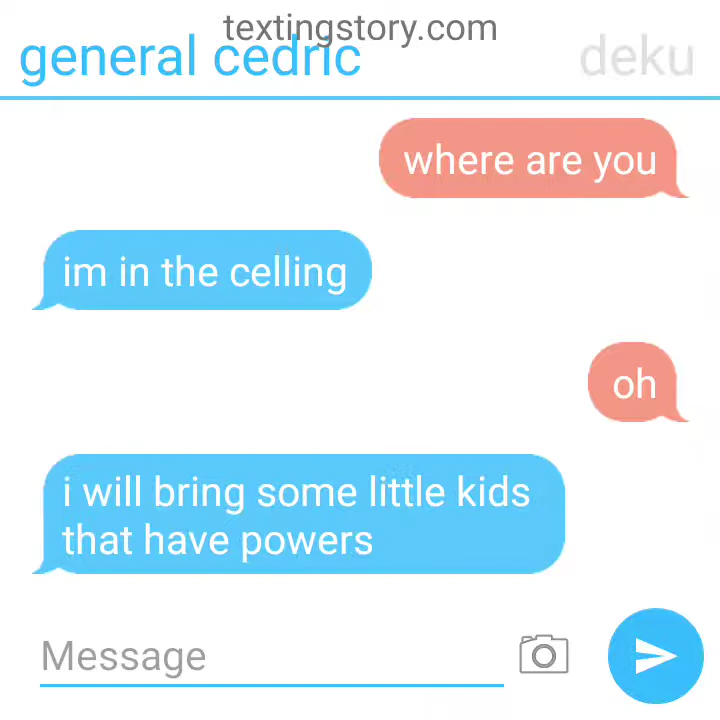 textingstory.com
general cedric
deku
where are you
im in the celling
oh
i will bring some little kids
that have powers
Message